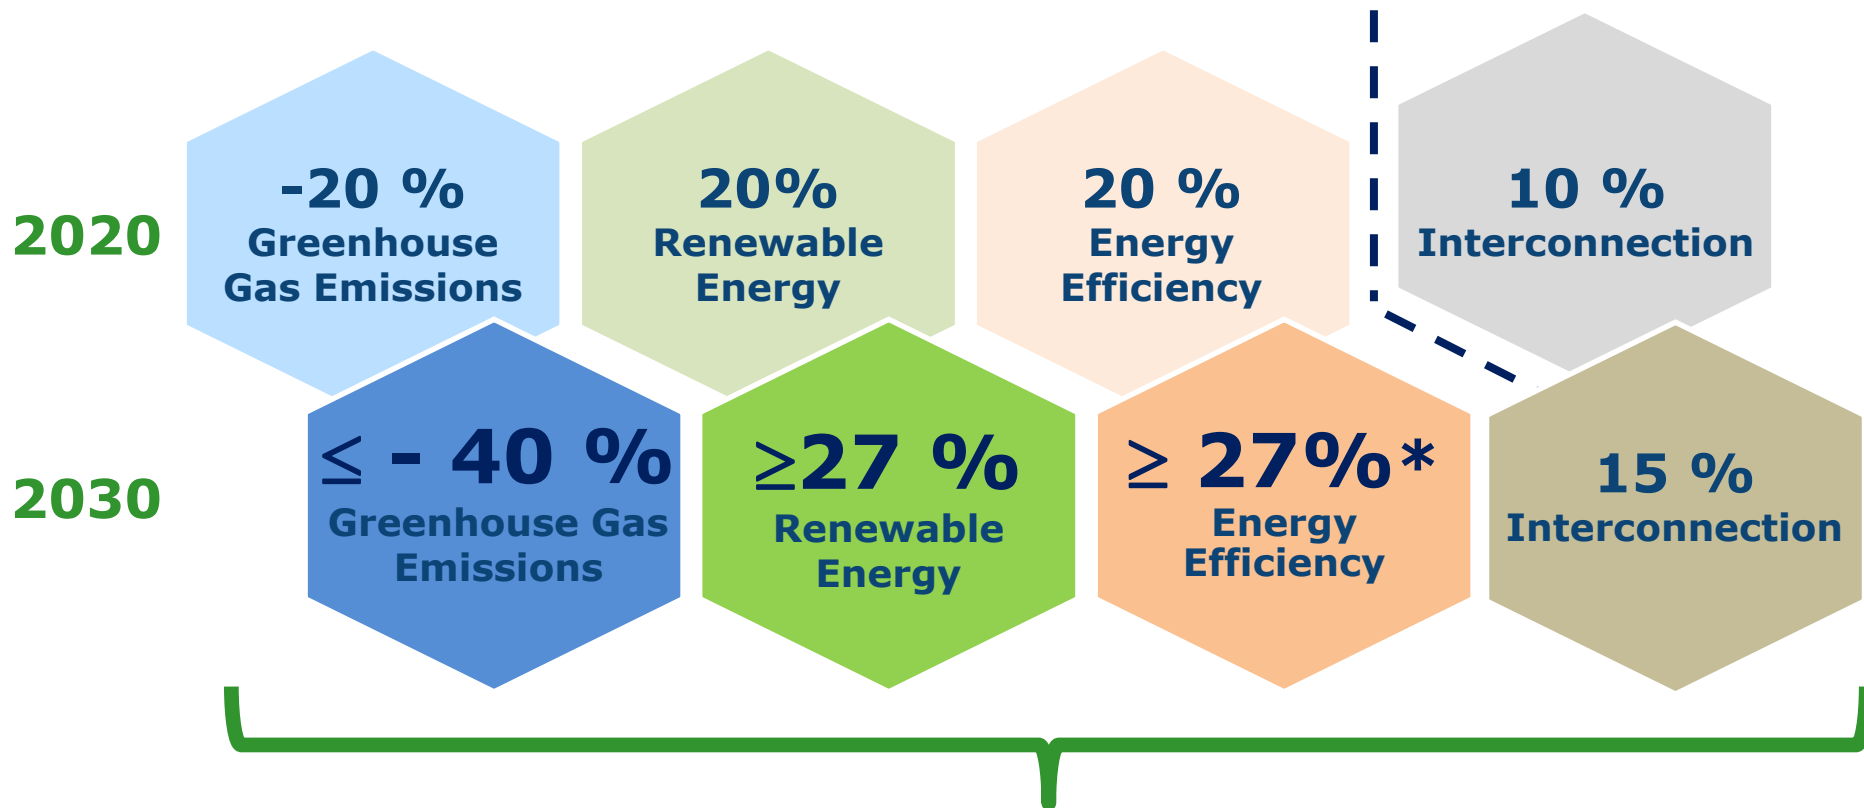 2020
-20 %
Greenhouse
Gas Emissions
20%
Renewable
Energy
20 %
Energy
Efficiency
10 %
Interconnection
2030
≤ - 40 %
Greenhouse Gas
Emissions
≥27 %
Renewable
Energy
≥ 27%*
Energy
Efficiency
15 %
Interconnection